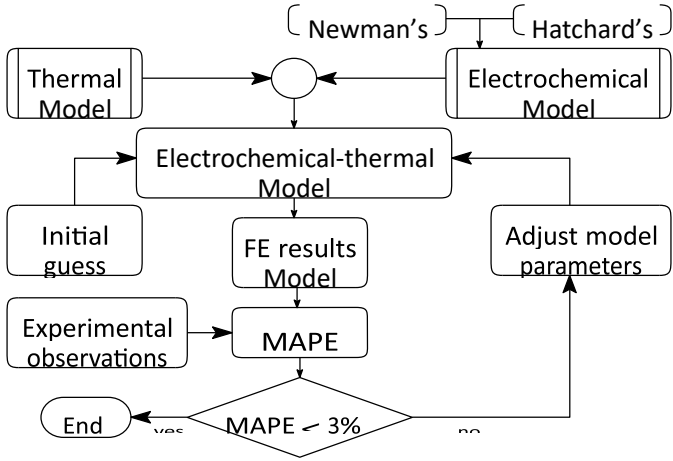 Newman's
Hatchard's
Thermal
Model
Electrochemical
Model
Electrochemical-thermal
Model
Initial
guess
FE results
Model
Adjust model
parameters
Experimental
observations
MAPE
MAPE < 3%
End
yes
no